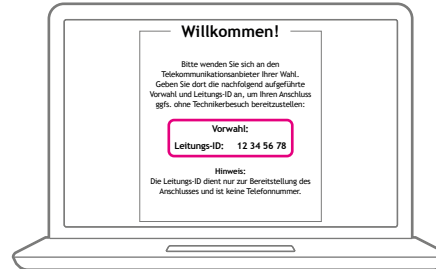 Willkommen!
Bitte wenden Sie sich an den
Telekommunikationsanbieter Ihrer Wahl.
Geben Sie dort die nachfolgend aufgeführte
Vorwahl und Leitungs-ID an, um Ihren Anschluss
ggfs. ohne Technikerbesuch bereitzustellen:
Vorwahl:
Leitungs-ID: 12 34 56 78
Hinweis:
Die Leitungs-ID dient nur zur Bereitstellung des
Anschlusses und ist keine Telefonnummer.